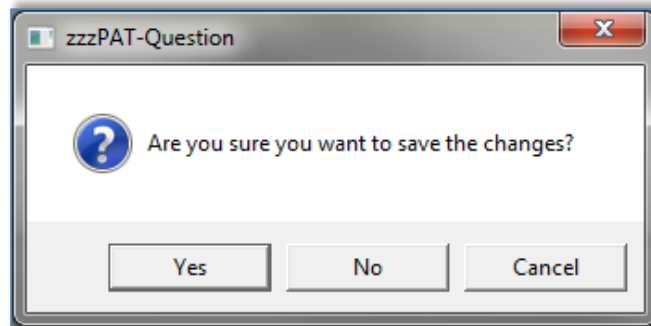 zzzPAT-Question
Are you sure you want to save the changes?
Yes No Cancel